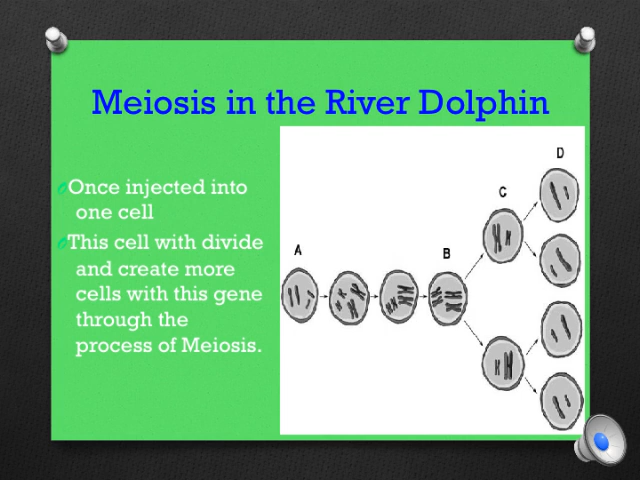 Meiosis in the River Dolphin
Once injected into
one cell
This cell with divide
and create more
cells with this gene
through the
process of Meiosis.
A
B
C
D